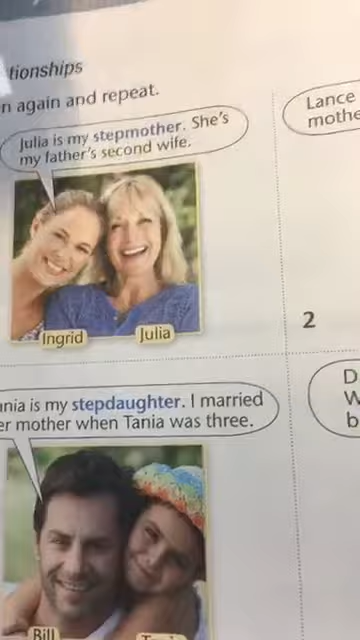 tionships
n again and repeat.
Julia is my stepmother. She's
my father's second wife.
Lance
mothe
Ingrid
Julia
2
nia is my stepdaughter. I married
er mother when Tania was three.
D
W
b
Bill